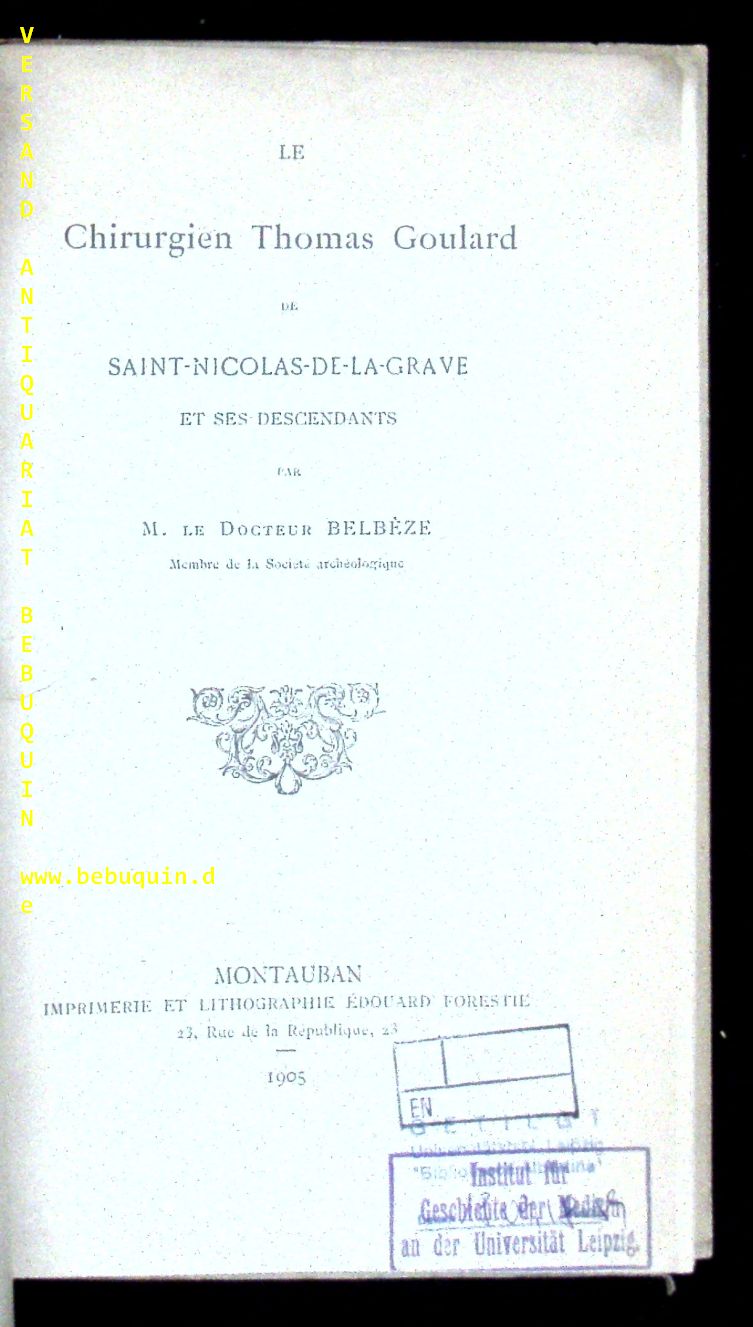 LE
Chirurgien Thomas Goulard
DE
SAINT-NICOLAS-DE-LA-GRAVE
ET SES DESCENDANTS
PAR
M. LE DOCTEUR BELBÈZE
Membre de la Société archéologique
MONTAUBAN
IMPRIMERIE ET LITHOGRAPHIE ÉDOUARD FORESTIÉ
23, Rue de la République, 23
1905
EN
GETILGT
Leipzig
Institut für
Geschichte der Medizin
an der Universität Leipzig.
VERSAND ANTIQUARIAT BEBUQUIN
www.bebuquin.d
e